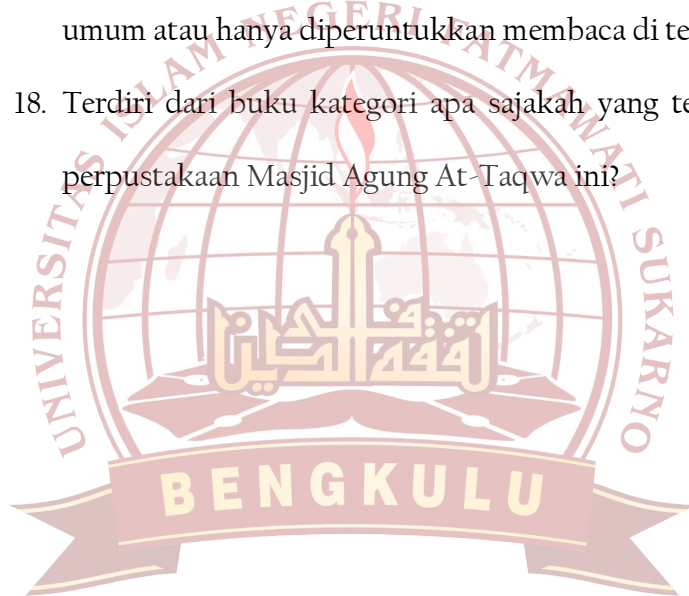 umum atau hanya diperuntukkan membaca di te
18. Terdiri dari buku kategori apa sajakah yang te
perpustakaan Masjid Agung At-Taqwa ini?
UNIVERSITAS ISLAM NEGERI FATMAWATI SUKARNO
BENGKULU